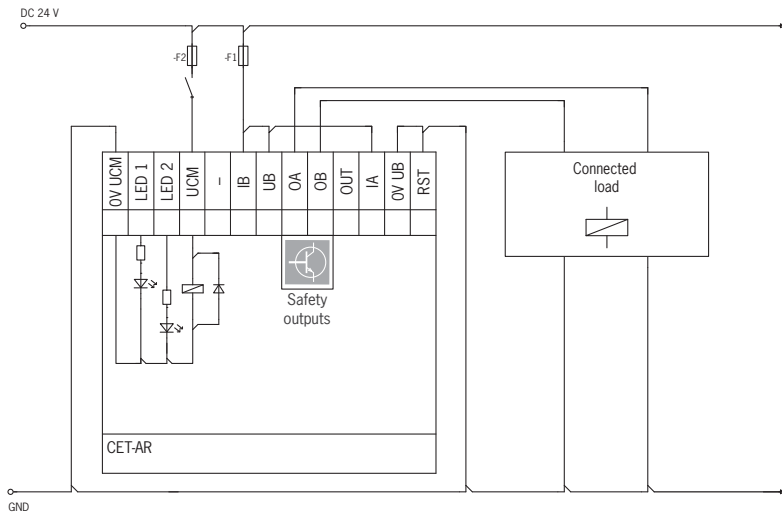 DC 24 V
-F2
-F1
0V UCM
LED 1
LED 2
UCM
-
IB
UB
OA
OB
OUT
IA
0V UB
RST
Connected
load
Safety
outputs
CET-AR
GND